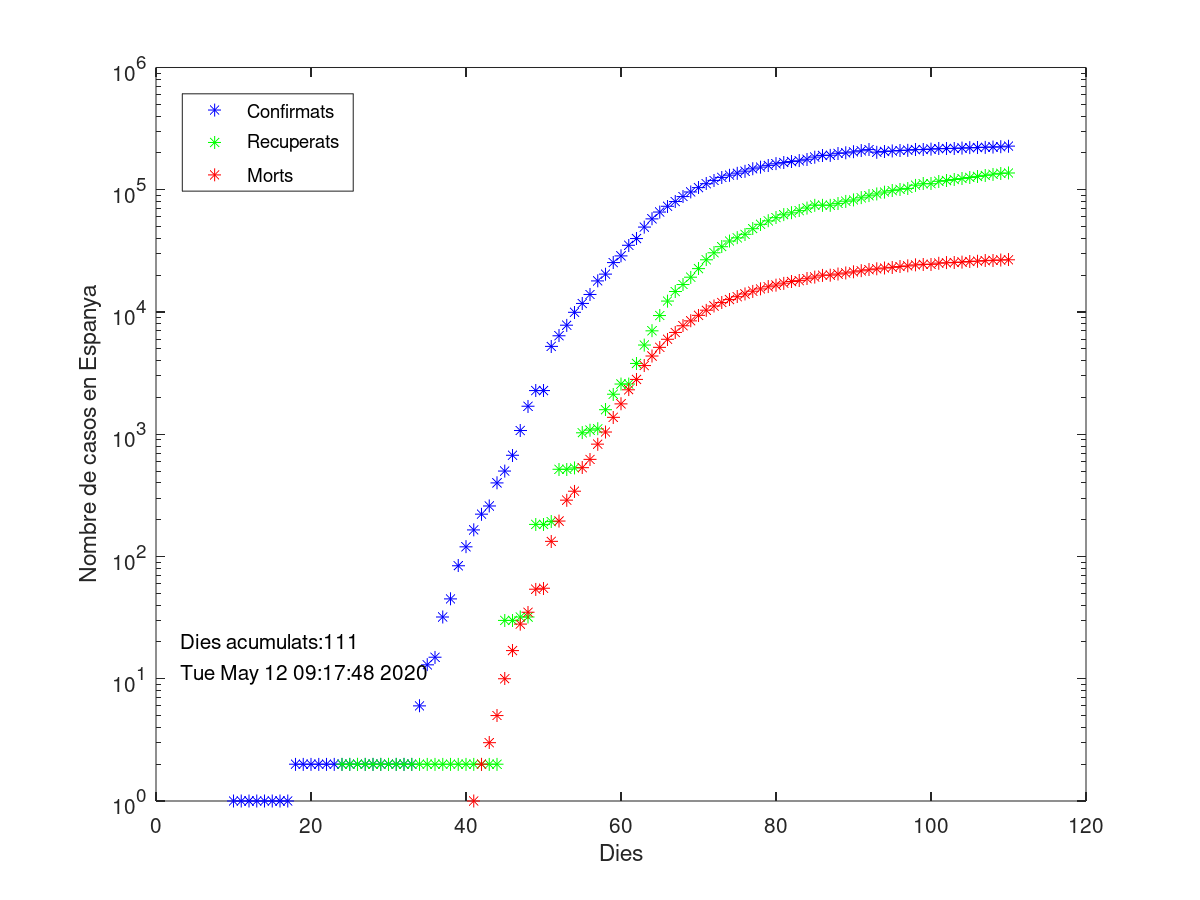 10^6
10^5
10^4
10^3
10^2
10^1
10^0
Nombre de casos en Espanya
Confirmats
Recuperats
Morts
Dies acumulats:111
Tue May 12 09:17:48 2020
0 20 40 60 80 100 120
Dies